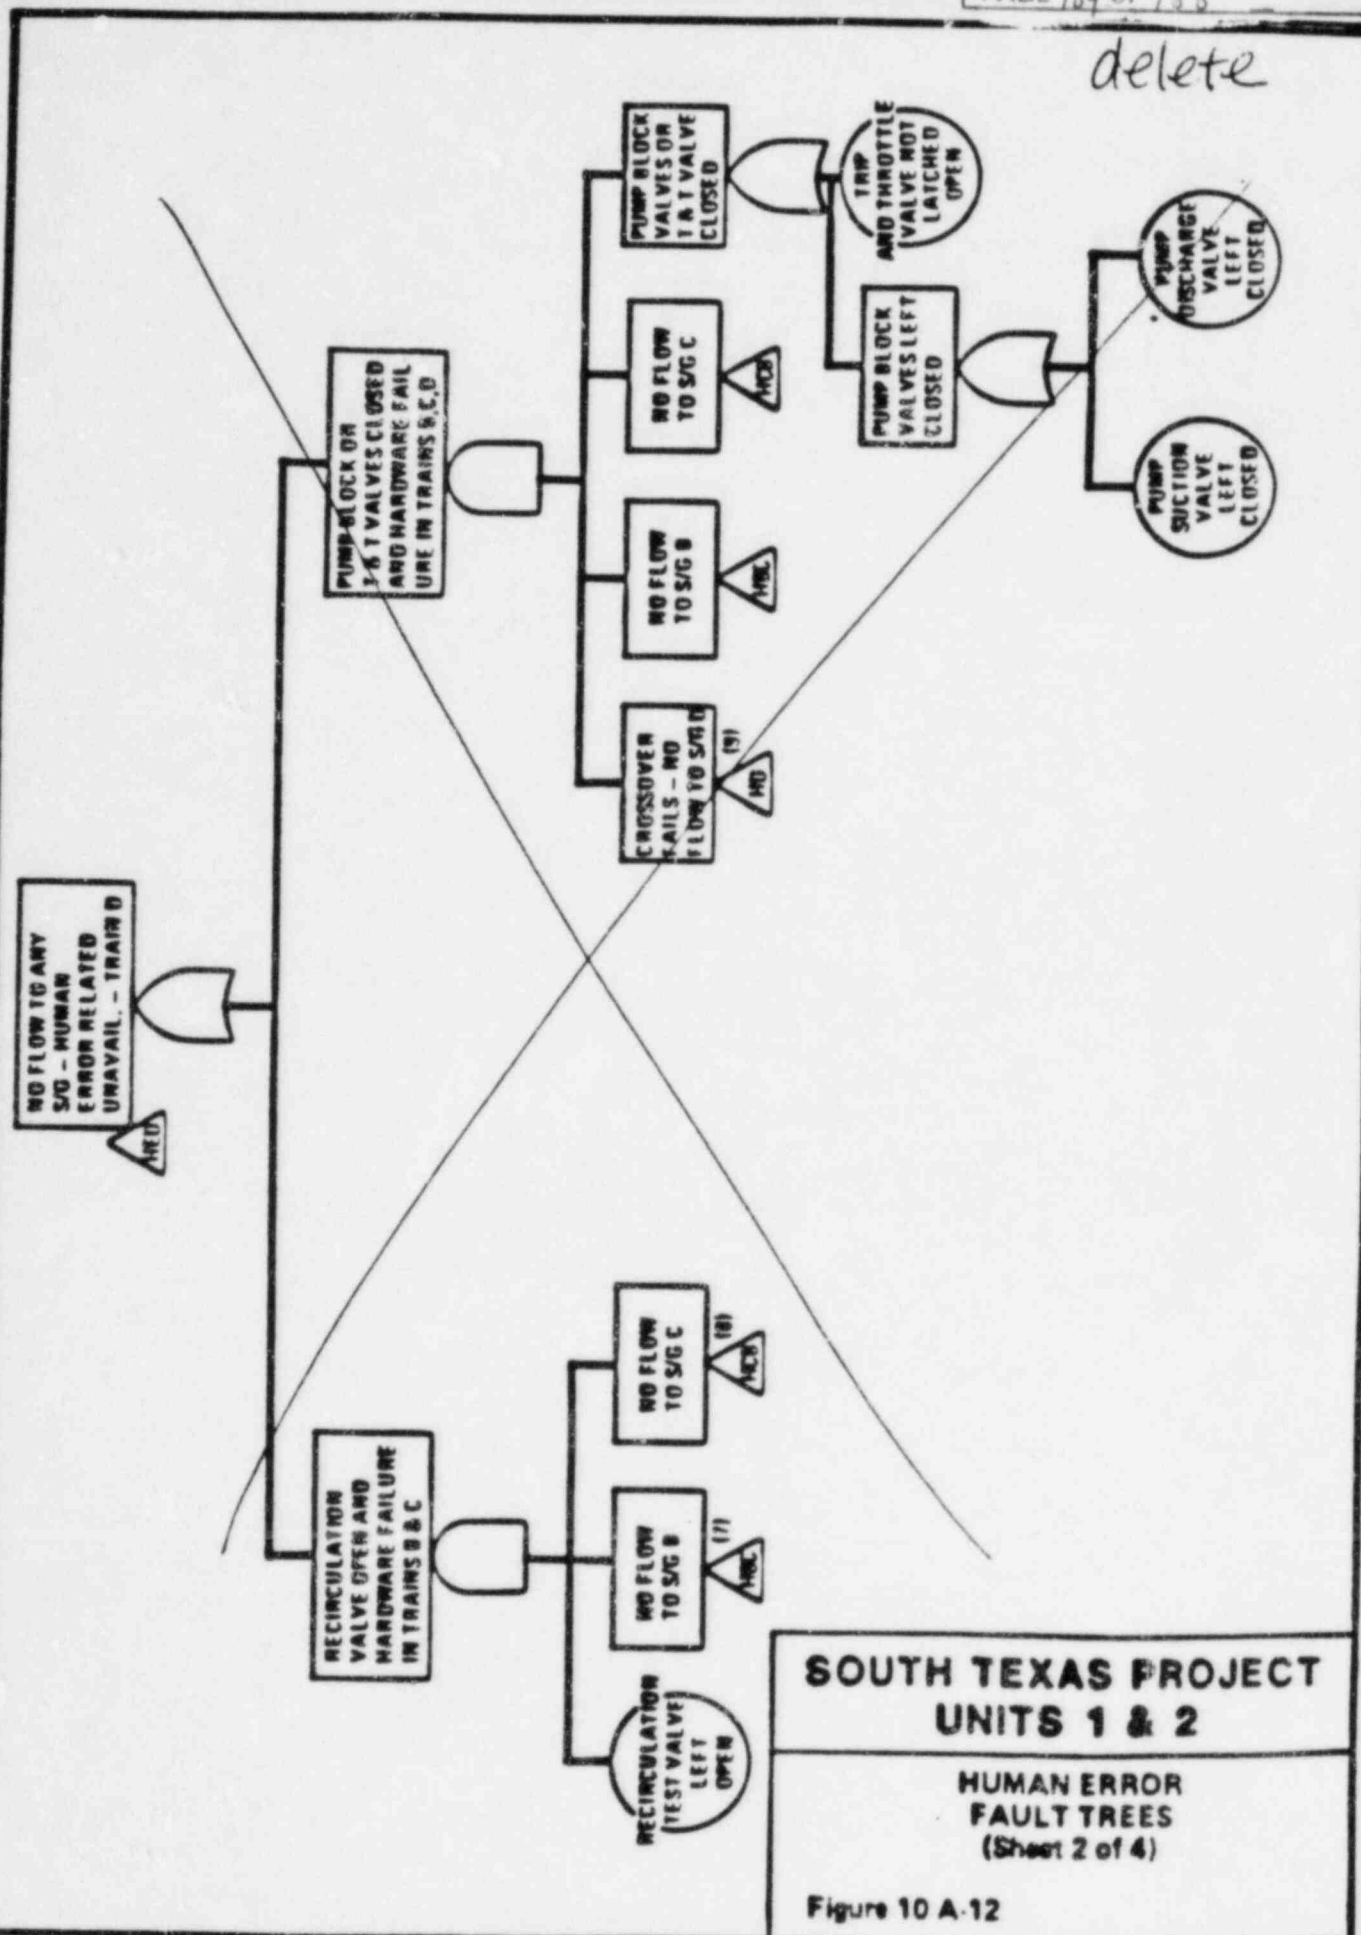 delete
NO FLOW TO ANY
S/G - HUMAN
ERROR RELATED
UNAVAIL. - TRAIN D
HED
RECIRCULATION
VALVE OPEN AND
HARDWARE FAILURE
IN TRAINS B & C
PUMP BLOCK OR
T & T VALVES CLOSED
AND HARDWARE FAIL
URE IN TRAINS B,C,D
RECIRCULATION
TEST VALVE
LEFT
OPEN
NO FLOW
TO S/G B
(7)
HBC
NO FLOW
TO S/G C
(8)
HCB
CROSSOVER
FAILS - NO
FLOW TO S/G D
(9)
HD
NO FLOW
TO S/G B
HBC
NO FLOW
TO S/G C
HCB
PUMP BLOCK
VALVES OR
T & T VALVE
CLOSED
PUMP BLOCK
VALVES LEFT
CLOSED
TRIP
AND THROTTLE
VALVE NOT
LATCHED
OPEN
PUMP
SUCTION
VALVE
LEFT
CLOSED
PUMP
DISCHARGE
VALVE
LEFT
CLOSED
SOUTH TEXAS PROJECT
UNITS 1 & 2
HUMAN ERROR
FAULT TREES
(Sheet 2 of 4)
Figure 10 A-12